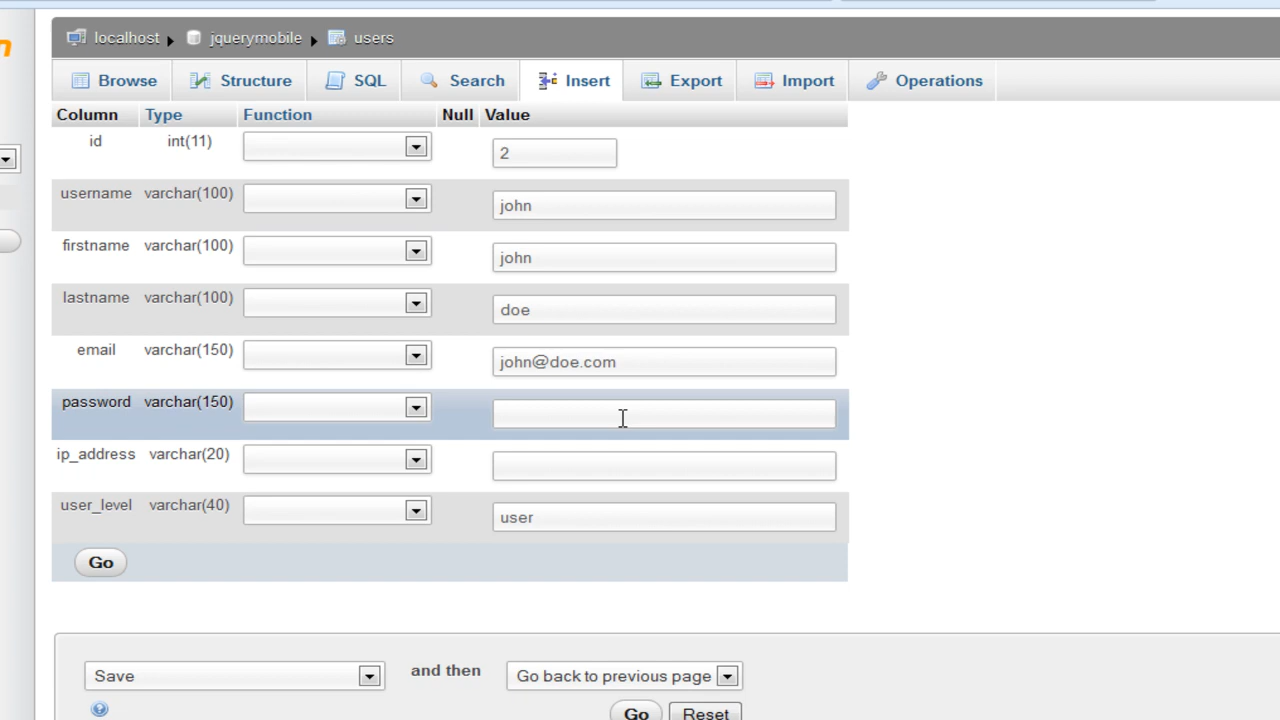 n
localhost jquerymobile users
Browse Structure SQL Search Insert Export Import Operations
Column Type Function Null Value
id int(11) 2
username varchar(100) john
firstname varchar(100) john
lastname varchar(100) doe
email varchar(150) john@doe.com
password varchar(150)
ip_address varchar(20)
user_level varchar(40) user
Go
Save and then Go back to previous page
Go Reset